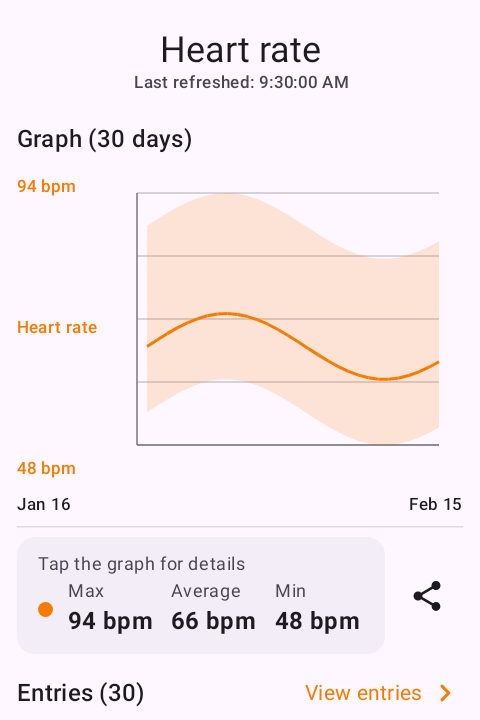 Heart rate
Last refreshed: 9:30:00 AM
Graph (30 days)
94 bpm
Heart rate
48 bpm
Jan 16
Feb 15
Tap the graph for details
Max
Average
Min
94 bpm
66 bpm
48 bpm
Entries (30)
View entries